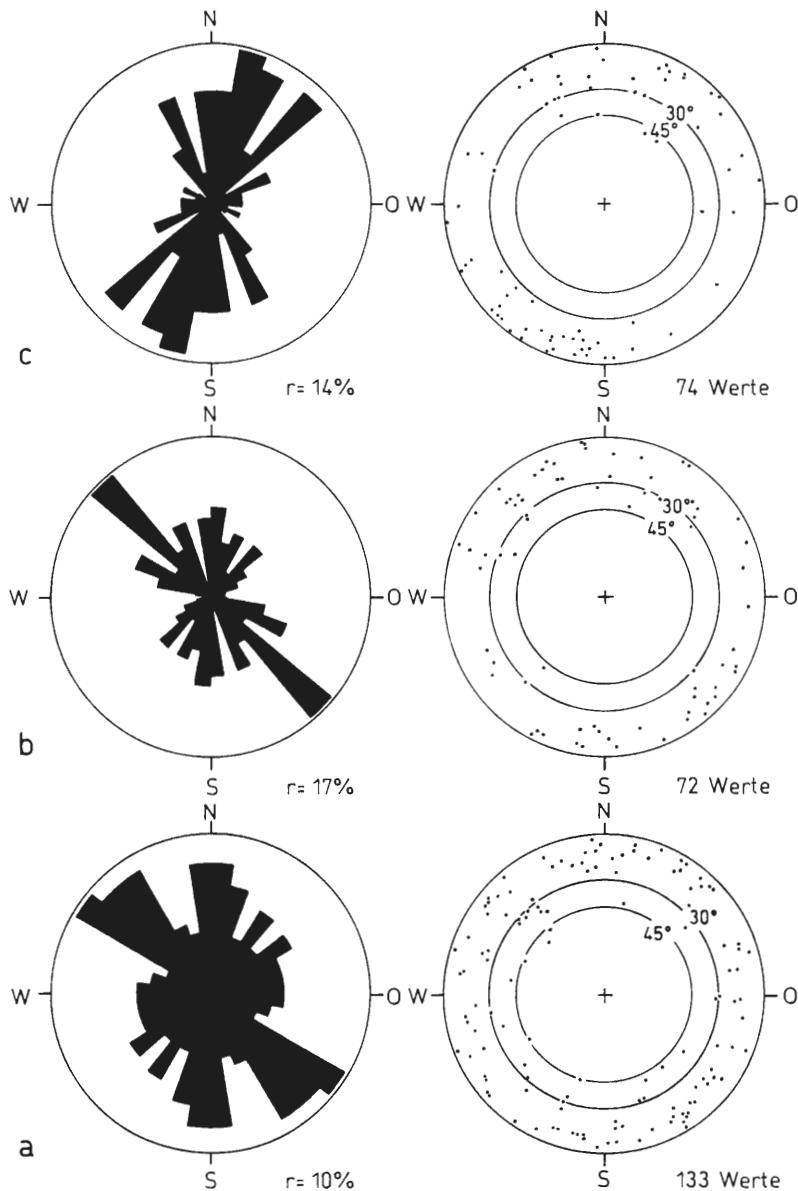 N N
30°
45°
W O W O
c
S r= 14% S 74 Werte
N N
30°
45°
W O W O
b
S r= 17% S 72 Werte
N N
30°
45°
W O W O
a
S r= 10% S 133 Werte